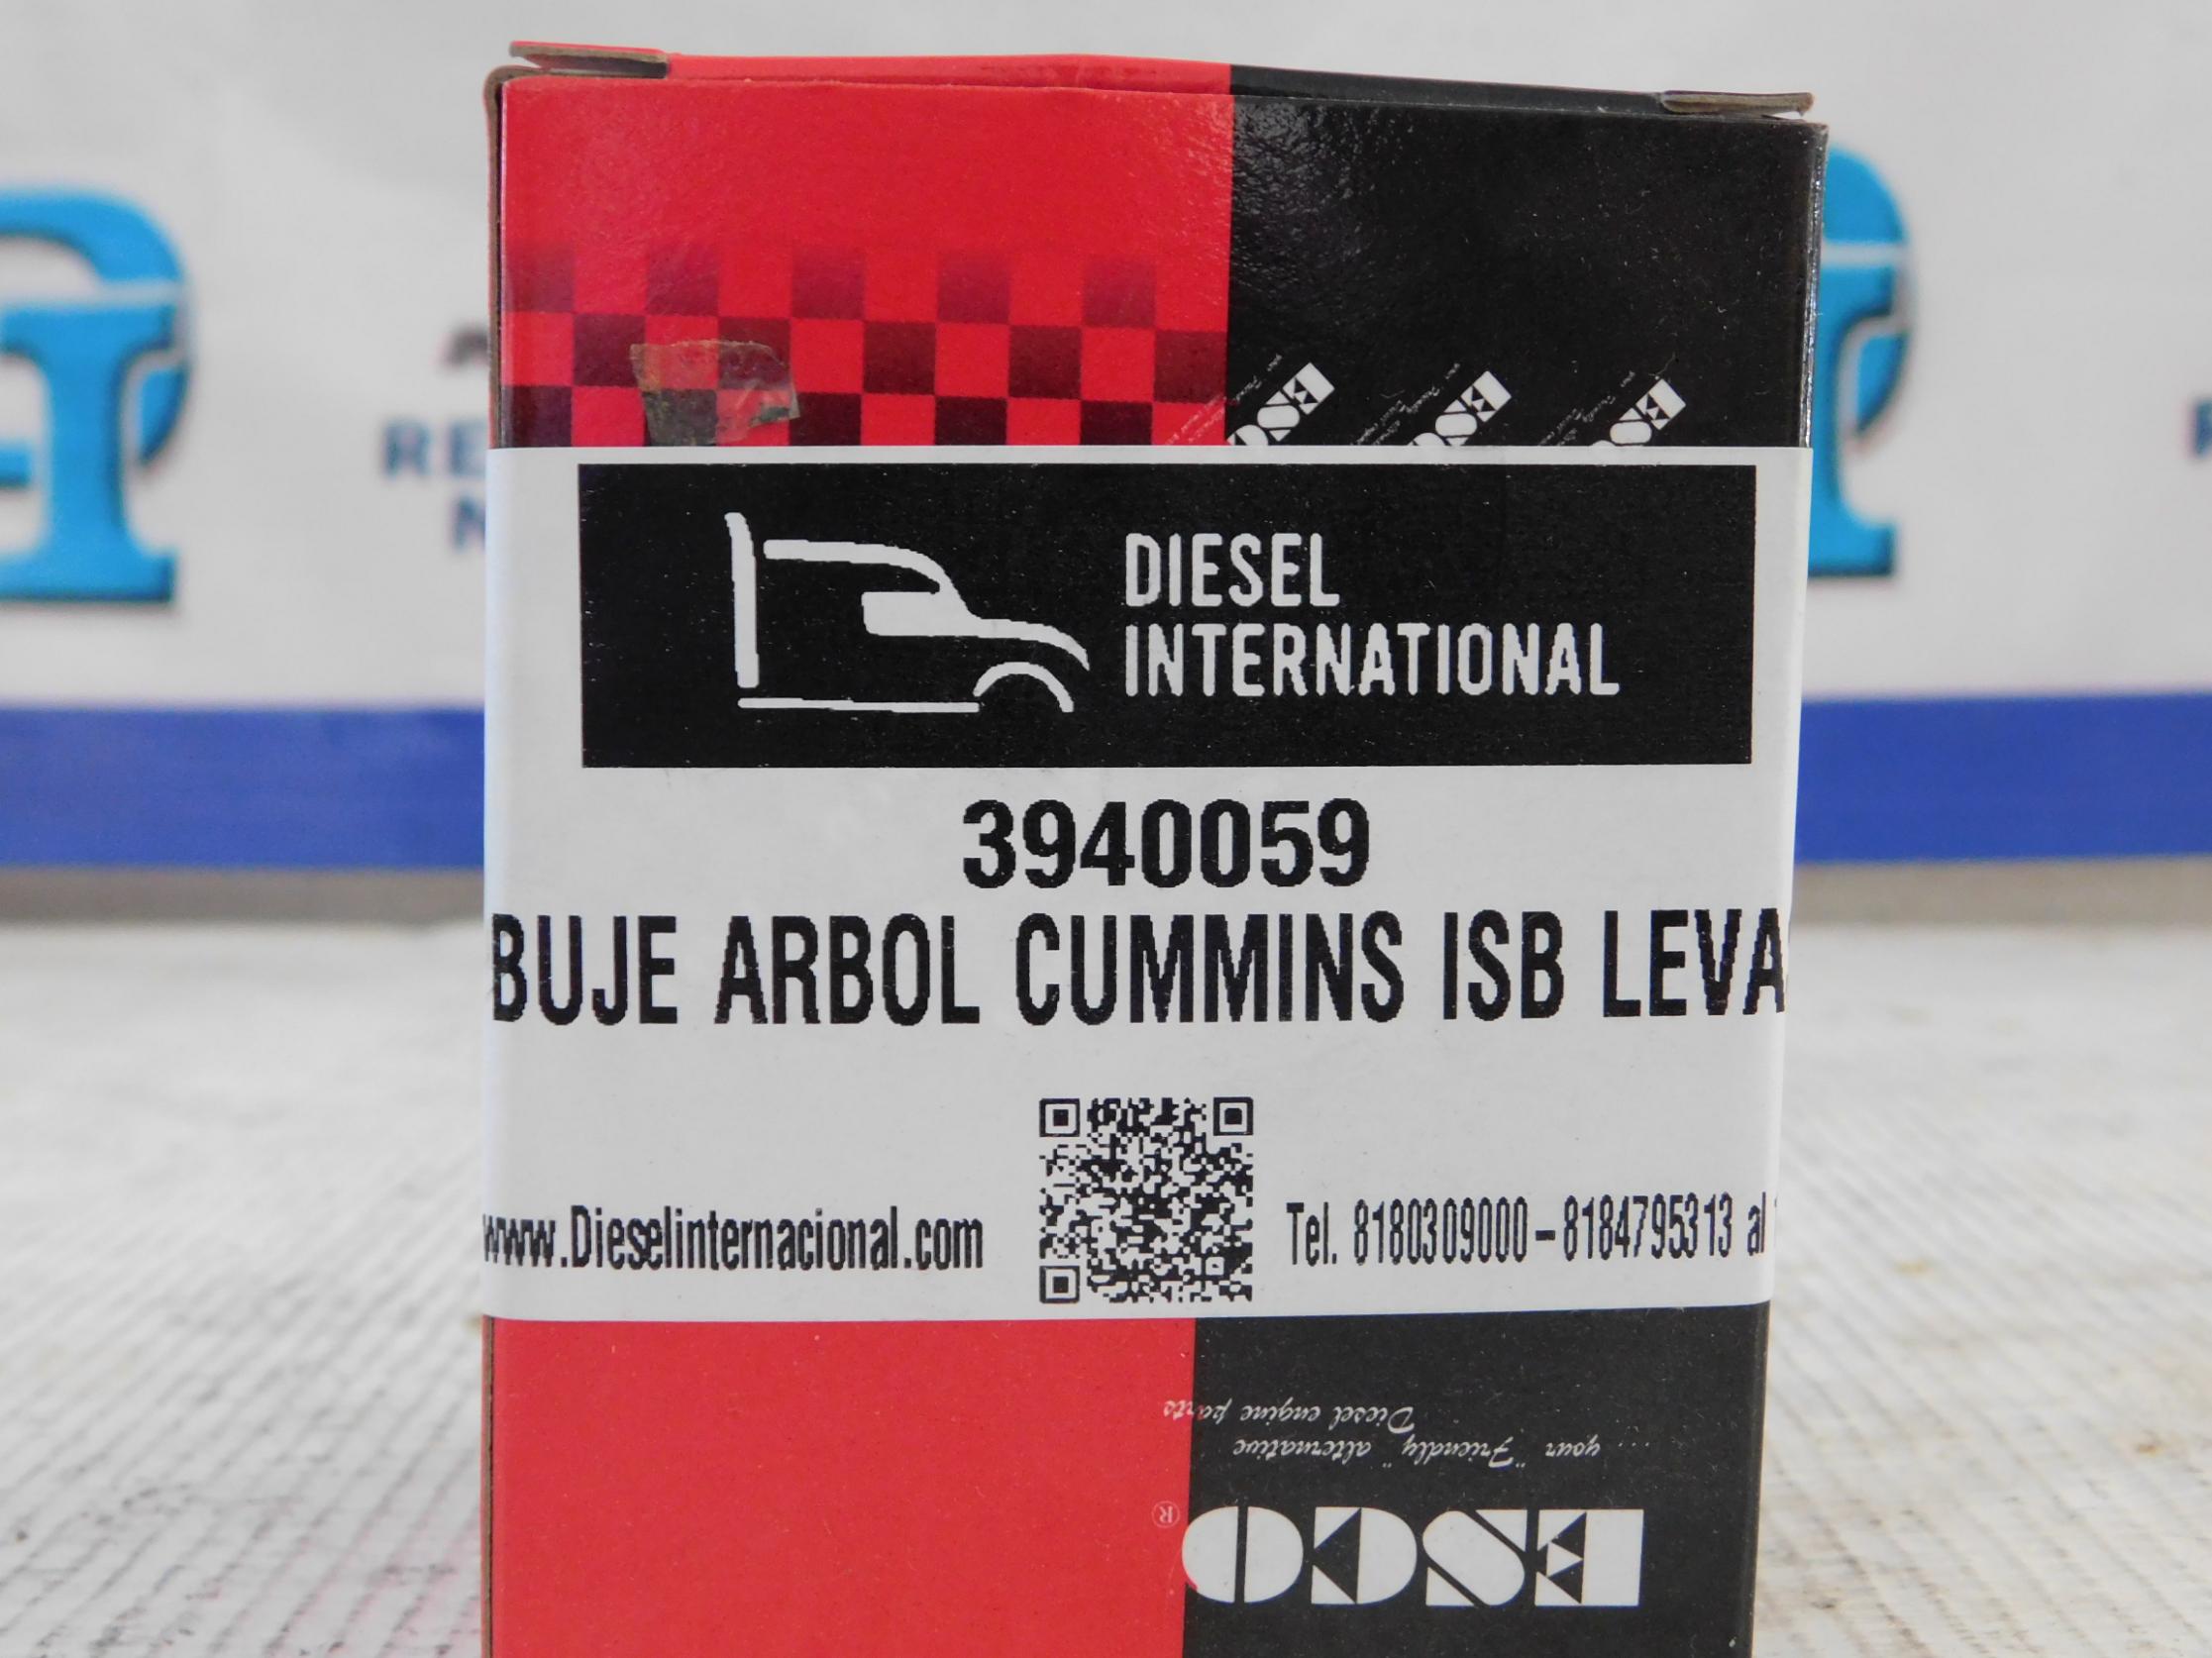 DIESEL
INTERNATIONAL
3940059
BUJE ARBOL CUMMINS ISB LEVA
www.Dieselinternacional.com
Tel. 8180309000-8184795313 al
... your "Friendly" alternative
Diesel engine parts
ESCO®